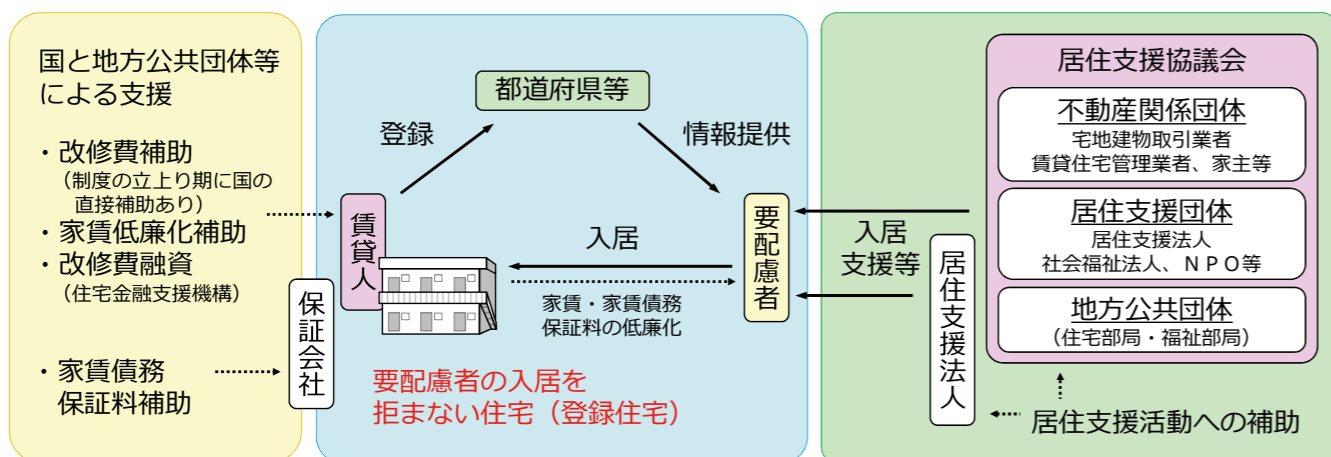 国と地方公共団体等
による支援
・改修費補助
(制度の立上り期に国の
直接補助あり)
・家賃低廉化補助
・改修費融資
(住宅金融支援機構)
・家賃債務
保証料補助
保証会社
都道府県等
登録
情報提供
賃貸人
入居
家賃・家賃債務
保証料の低廉化
要配慮者
要配慮者の入居を
拒まない住宅（登録住宅）
入居
支援等
居住支援法人
居住支援協議会
不動産関係団体
宅地建物取引業者
賃貸住宅管理業者、家主等
居住支援団体
居住支援法人
社会福祉法人、ＮＰＯ等
地方公共団体
（住宅部局・福祉部局）
居住支援活動への補助